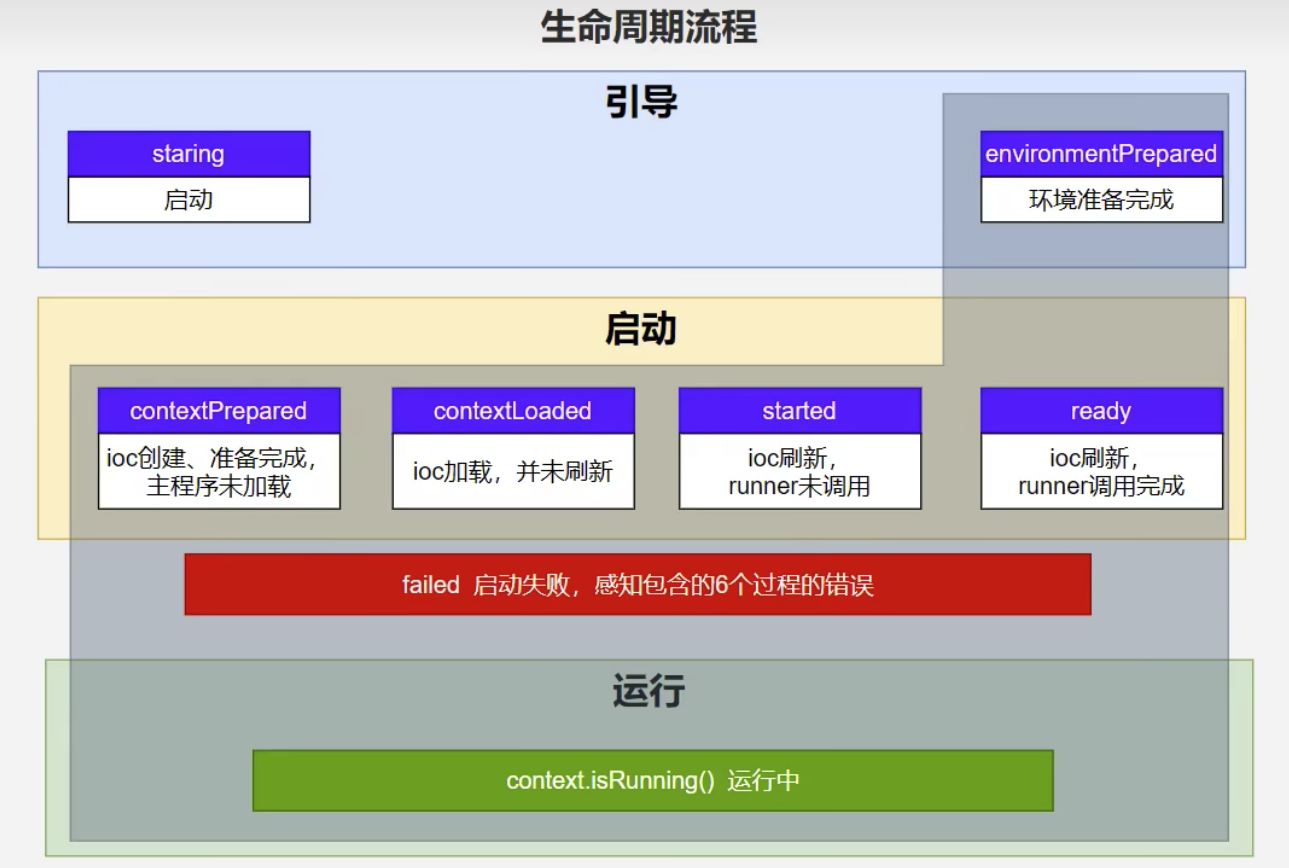 生命周期流程
引导
staring
启动
environmentPrepared
环境准备完成
启动
contextPrepared
ioc创建、准备完成，
主程序未加载
contextLoaded
ioc加载，并未刷新
started
ioc刷新，
runner未调用
ready
ioc刷新，
runner调用完成
failed 启动失败，感知包含的6个过程的错误
运行
context.isRunning() 运行中